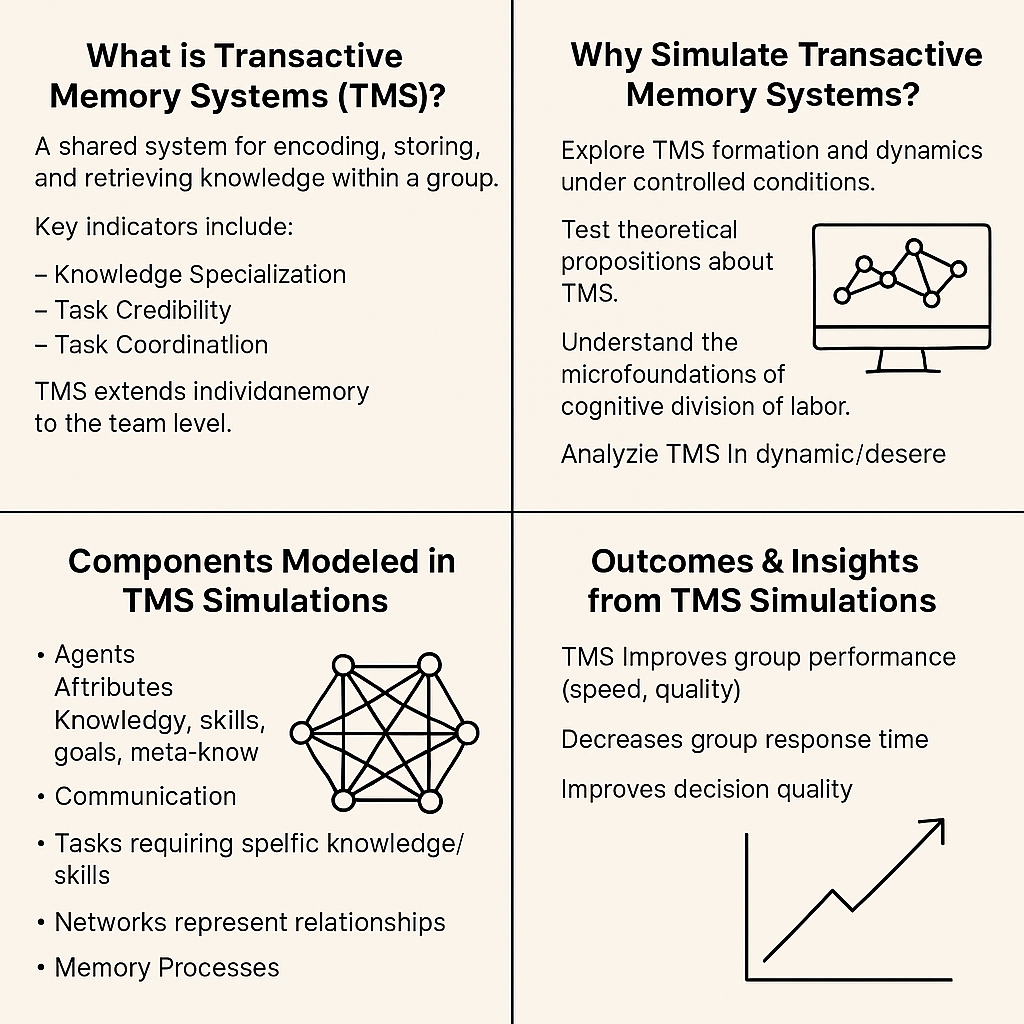 What is Transactive
Memory Systems (TMS)?
A shared system for encoding, storing,
and retrieving knowledge within a group.
Key indicators include:
– Knowledge Specialization
– Task Credibility
– Task Coordinatlion
TMS extends individɑnemory
to the team level.
Why Simulate Transactive
Memory Systems?
Explore TMS formation and dynamics
under controlled conditions.
Test theoretical
propositions about
TMS.
Understand the
microfoundations of
cognitive division of labor.
Analyzie TMS In dynamic/desere
Components Modeled in
TMS Simulations
• Agents
Aftributes
Knowledgy, skills,
goals, meta-know
• Communication
• Tasks requiring spelfic knowledge/
skills
• Networks represent relationships
• Memory Processes
Outcomes & Insights
from TMS Simulations
TMS Improves group performance
(speed, quality)
Decreases group response time
Improves decision quality